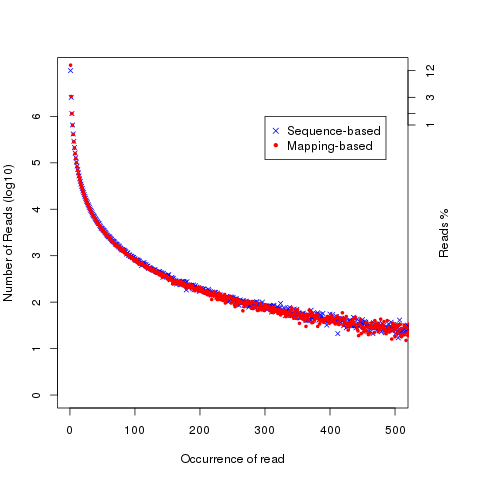 Number of Reads (log10)
6
5
4
3
2
1
0
12
3
1
Reads %
Sequence-based
Mapping-based
0 100 200 300 400 500
Occurrence of read